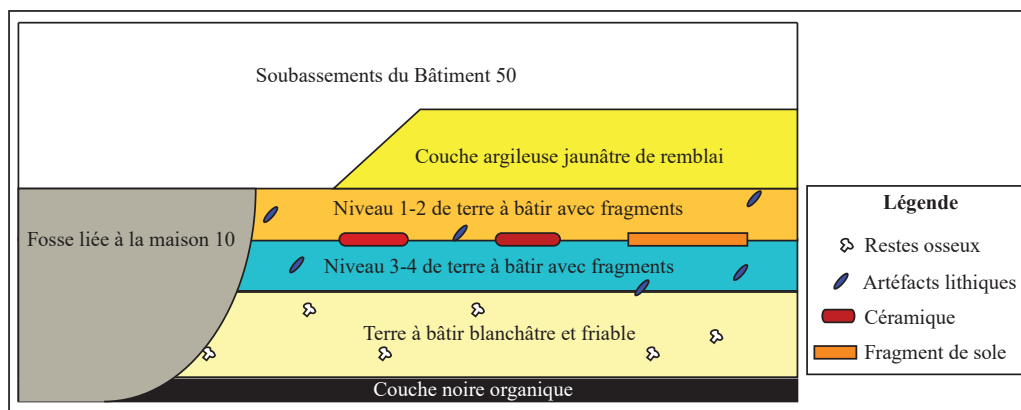 Soubassements du Bâtiment 50
Couche argileuse jaunâtre de remblai
Niveau 1-2 de terre à bâtir avec fragments
Fosse liée à la maison 10
Niveau 3-4 de terre à bâtir avec fragments
Terre à bâtir blanchâtre et friable
Couche noire organique
Légende
Restes osseux
Artéfacts lithiques
Céramique
Fragment de sole